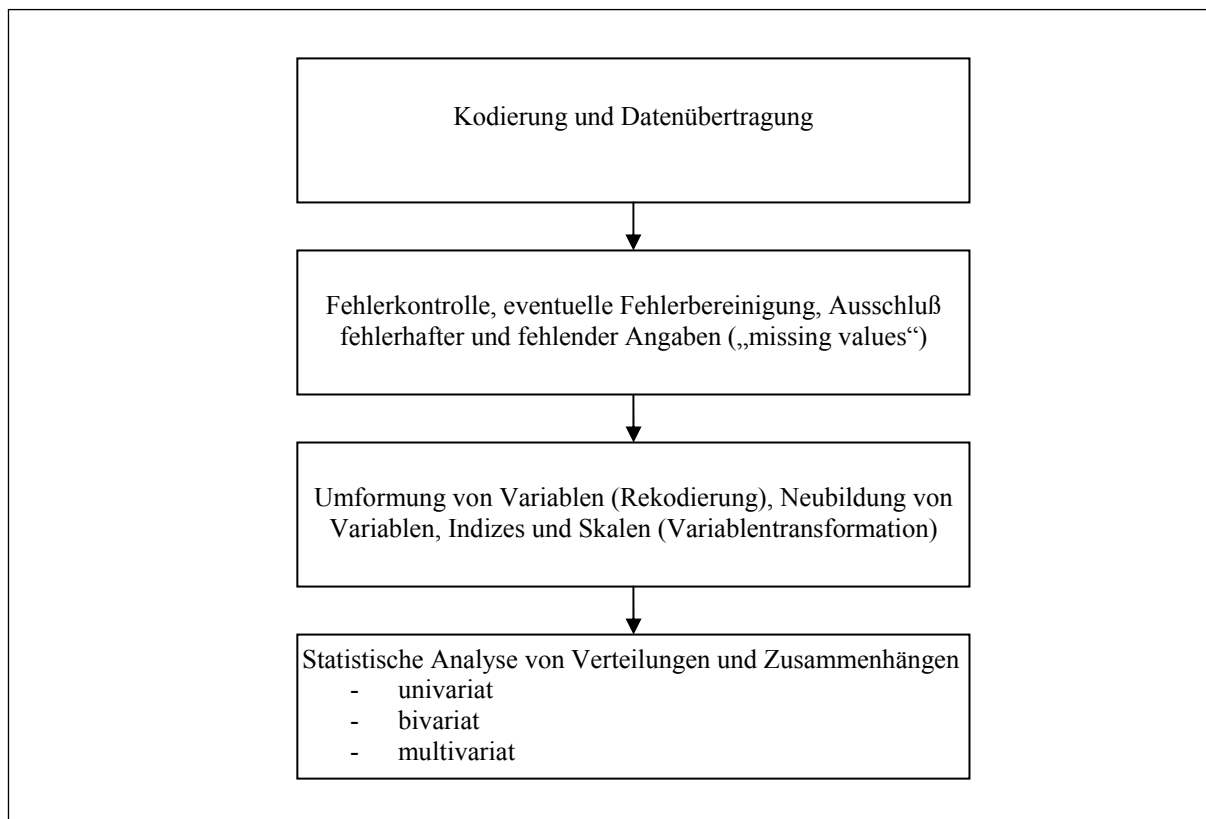 Kodierung und Datenübertragung
Fehlerkontrolle, eventuelle Fehlerbereinigung, Ausschluß
fehlerhafter und fehlender Angaben („missing values“)
Umformung von Variablen (Rekodierung), Neubildung von
Variablen, Indizes und Skalen (Variablentransformation)
Statistische Analyse von Verteilungen und Zusammenhängen
- univariat
- bivariat
- multivariat